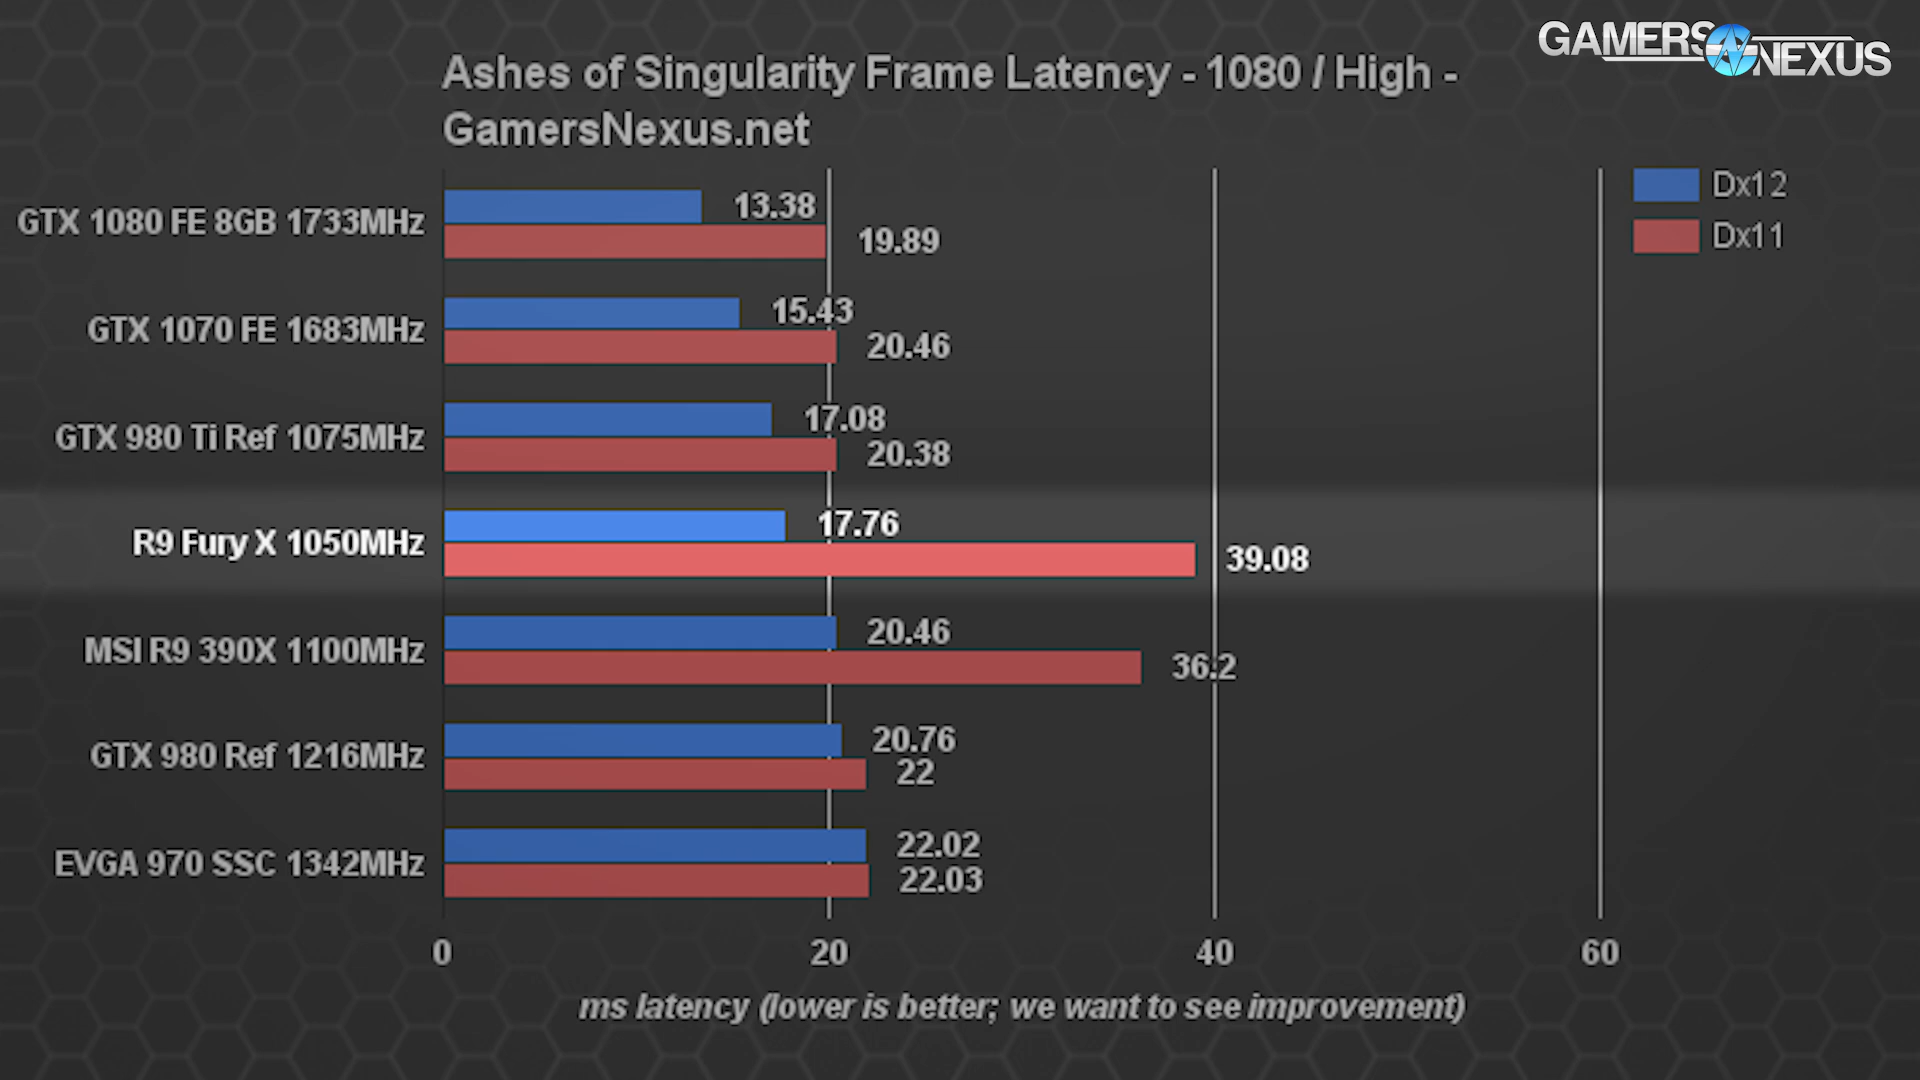 GAMERS NEXUS
Ashes of Singularity Frame Latency - 1080 / High -
GamersNexus.net
Dx12
Dx11
GTX 1080 FE 8GB 1733MHz
13.38
19.89
GTX 1070 FE 1683MHz
15.43
20.46
GTX 980 Ti Ref 1075MHz
17.08
20.38
R9 Fury X 1050MHz
17.76
39.08
MSI R9 390X 1100MHz
20.46
36.2
GTX 980 Ref 1216MHz
20.76
22
EVGA 970 SSC 1342MHz
22.02
22.03
0 20 40 60
ms latency (lower is better; we want to see improvement)